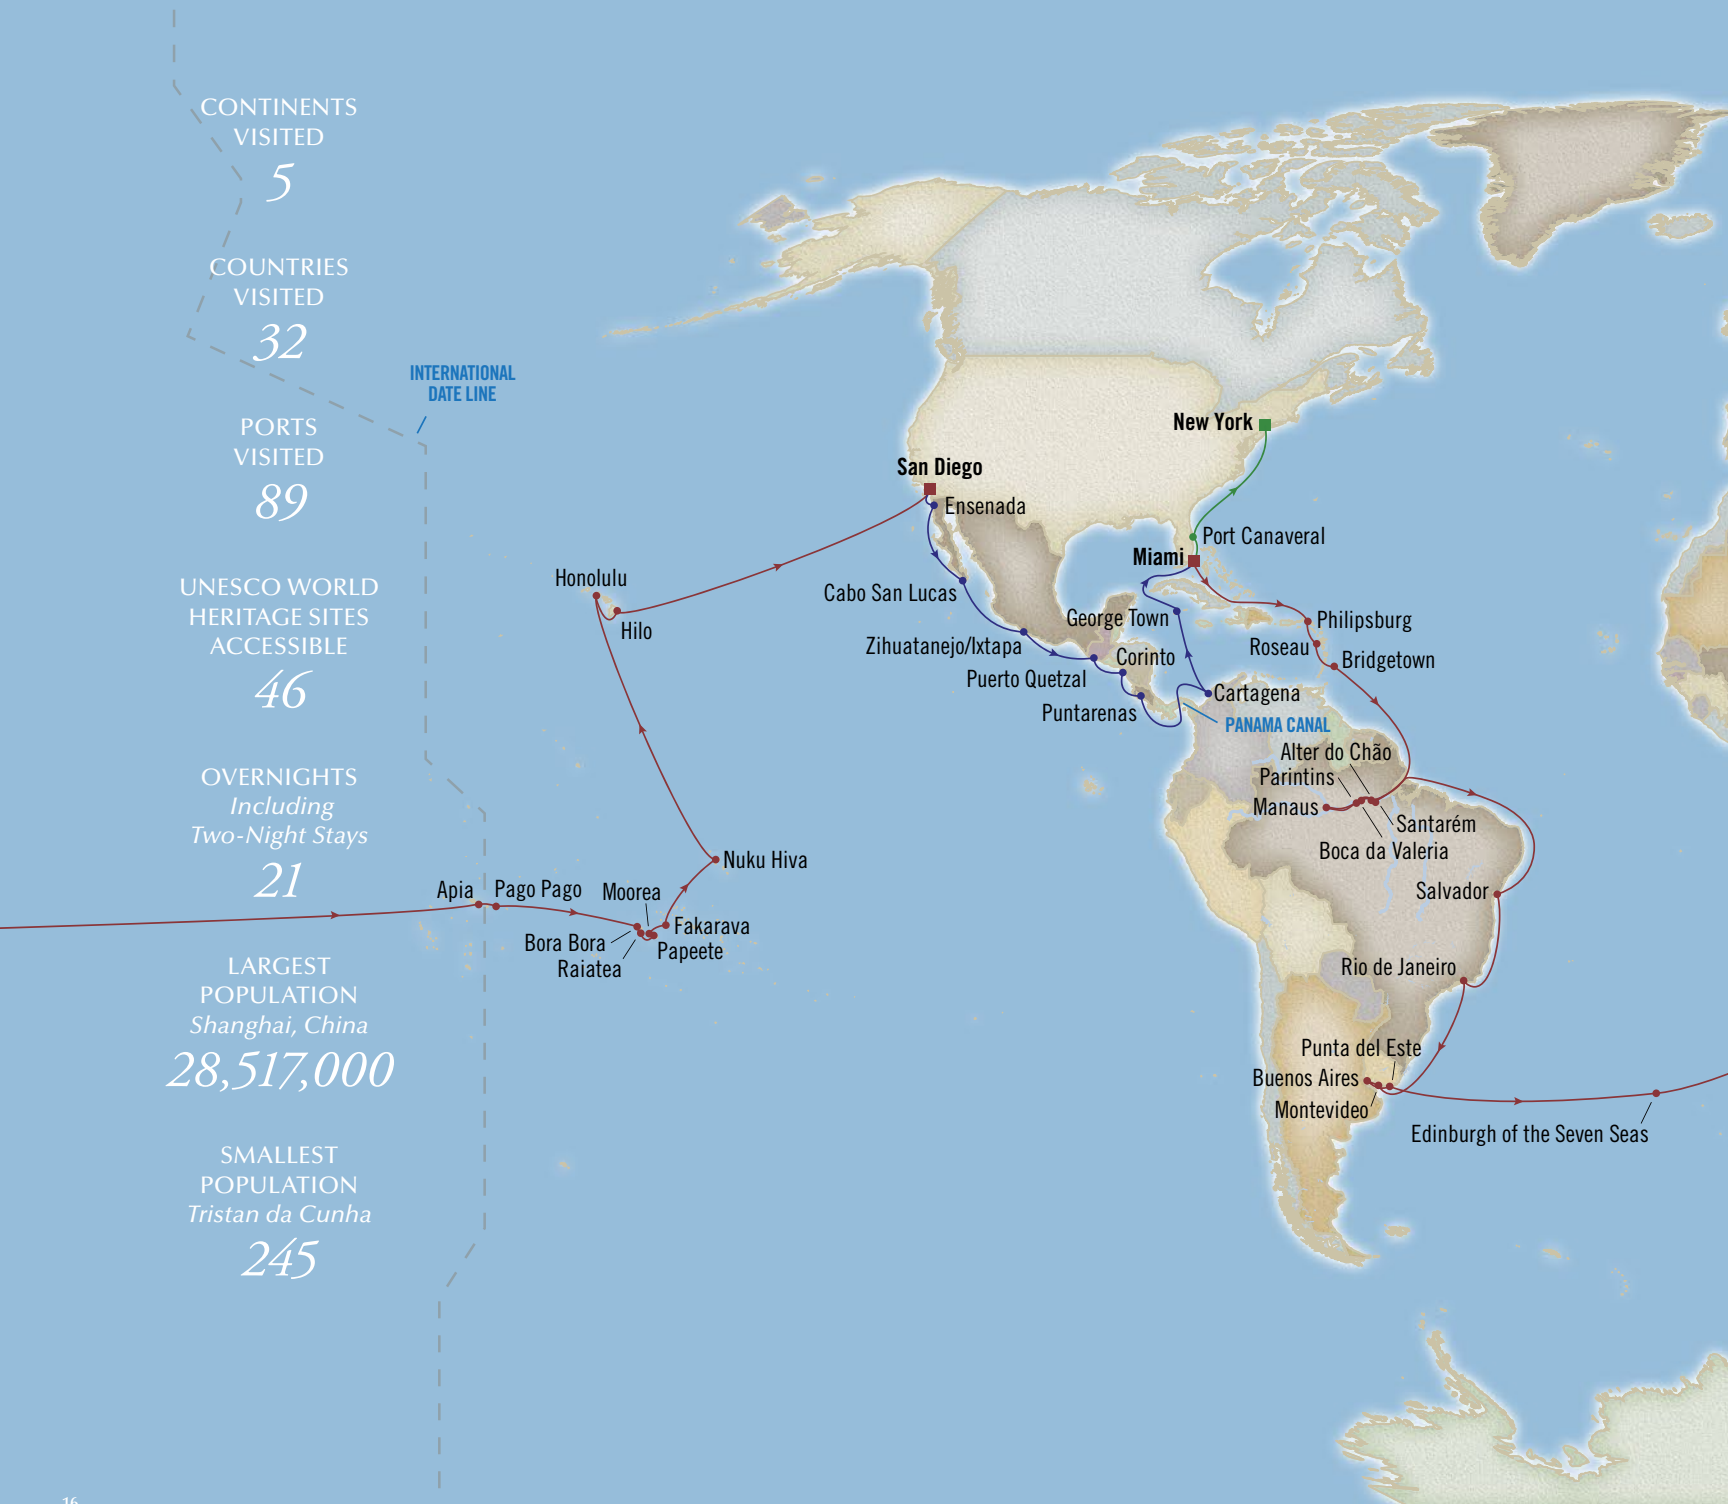 CONTINENTS
VISITED
5
COUNTRIES
VISITED
32
INTERNATIONAL
DATE LINE
PORTS
VISITED
89
UNESCO WORLD
HERITAGE SITES
ACCESSIBLE
46
OVERNIGHTS
Including
Two-Night Stays
21
LARGEST
POPULATION
Shanghai, China
28,517,000
SMALLEST
POPULATION
Tristan da Cunha
245
New York
San Diego
Ensenada
Port Canaveral
Miami
Honolulu
Hilo
Cabo San Lucas
George Town
Philipsburg
Zihuatanejo/Ixtapa
Roseau
Corinto
Bridgetown
Puerto Quetzal
Cartagena
Puntarenas
PANAMA CANAL
Alter do Chão
Parintins
Manaus
Santarém
Boca da Valeria
Nuku Hiva
Apia
Pago Pago
Moorea
Salvador
Fakarava
Bora Bora
Papeete
Raiatea
Rio de Janeiro
Punta del Este
Buenos Aires
Montevideo
Edinburgh of the Seven Seas
16